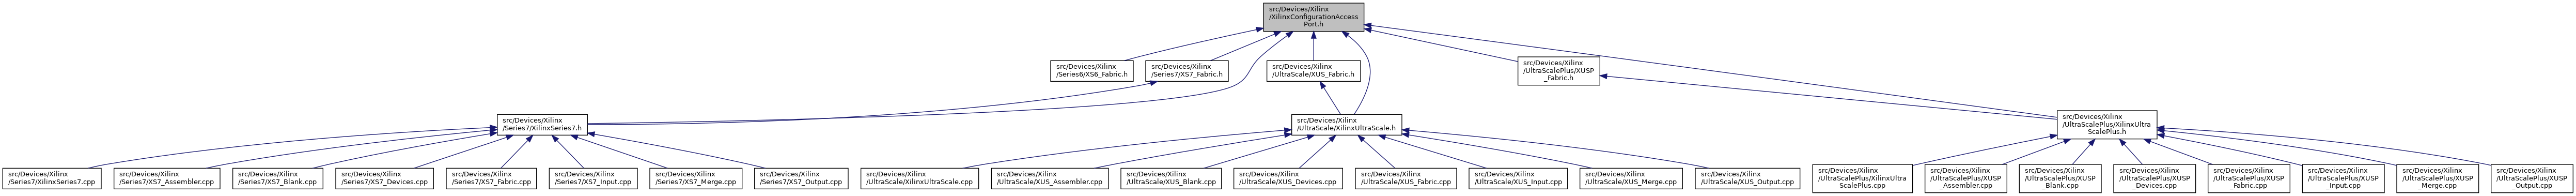 src/Devices/Xilinx
/XilinxConfigurationAccess
Port.h
src/Devices/Xilinx
/Series6/XS6_Fabric.h
src/Devices/Xilinx
/Series7/XS7_Fabric.h
src/Devices/Xilinx
/UltraScale/XUS_Fabric.h
src/Devices/Xilinx
/UltraScalePlus/XUSP
_Fabric.h
src/Devices/Xilinx
/Series7/XilinxSeries7.h
src/Devices/Xilinx
/UltraScale/XilinxUltraScale.h
src/Devices/Xilinx
/UltraScalePlus/XilinxUltra
ScalePlus.h
src/Devices/Xilinx
/Series7/XilinxSeries7.cpp
src/Devices/Xilinx
/Series7/XS7_Assembler.cpp
src/Devices/Xilinx
/Series7/XS7_Blank.cpp
src/Devices/Xilinx
/Series7/XS7_Devices.cpp
src/Devices/Xilinx
/Series7/XS7_Fabric.cpp
src/Devices/Xilinx
/Series7/XS7_Input.cpp
src/Devices/Xilinx
/Series7/XS7_Merge.cpp
src/Devices/Xilinx
/Series7/XS7_Output.cpp
src/Devices/Xilinx
/UltraScale/XilinxUltraScale.cpp
src/Devices/Xilinx
/UltraScale/XUS_Assembler.cpp
src/Devices/Xilinx
/UltraScale/XUS_Blank.cpp
src/Devices/Xilinx
/UltraScale/XUS_Devices.cpp
src/Devices/Xilinx
/UltraScale/XUS_Fabric.cpp
src/Devices/Xilinx
/UltraScale/XUS_Input.cpp
src/Devices/Xilinx
/UltraScale/XUS_Merge.cpp
src/Devices/Xilinx
/UltraScale/XUS_Output.cpp
src/Devices/Xilinx
/UltraScalePlus/XilinxUltra
ScalePlus.cpp
src/Devices/Xilinx
/UltraScalePlus/XUSP
_Assembler.cpp
src/Devices/Xilinx
/UltraScalePlus/XUSP
_Blank.cpp
src/Devices/Xilinx
/UltraScalePlus/XUSP
_Devices.cpp
src/Devices/Xilinx
/UltraScalePlus/XUSP
_Fabric.cpp
src/Devices/Xilinx
/UltraScalePlus/XUSP
_Input.cpp
src/Devices/Xilinx
/UltraScalePlus/XUSP
_Merge.cpp
src/Devices/Xilinx
/UltraScalePlus/XUSP
_Output.cpp